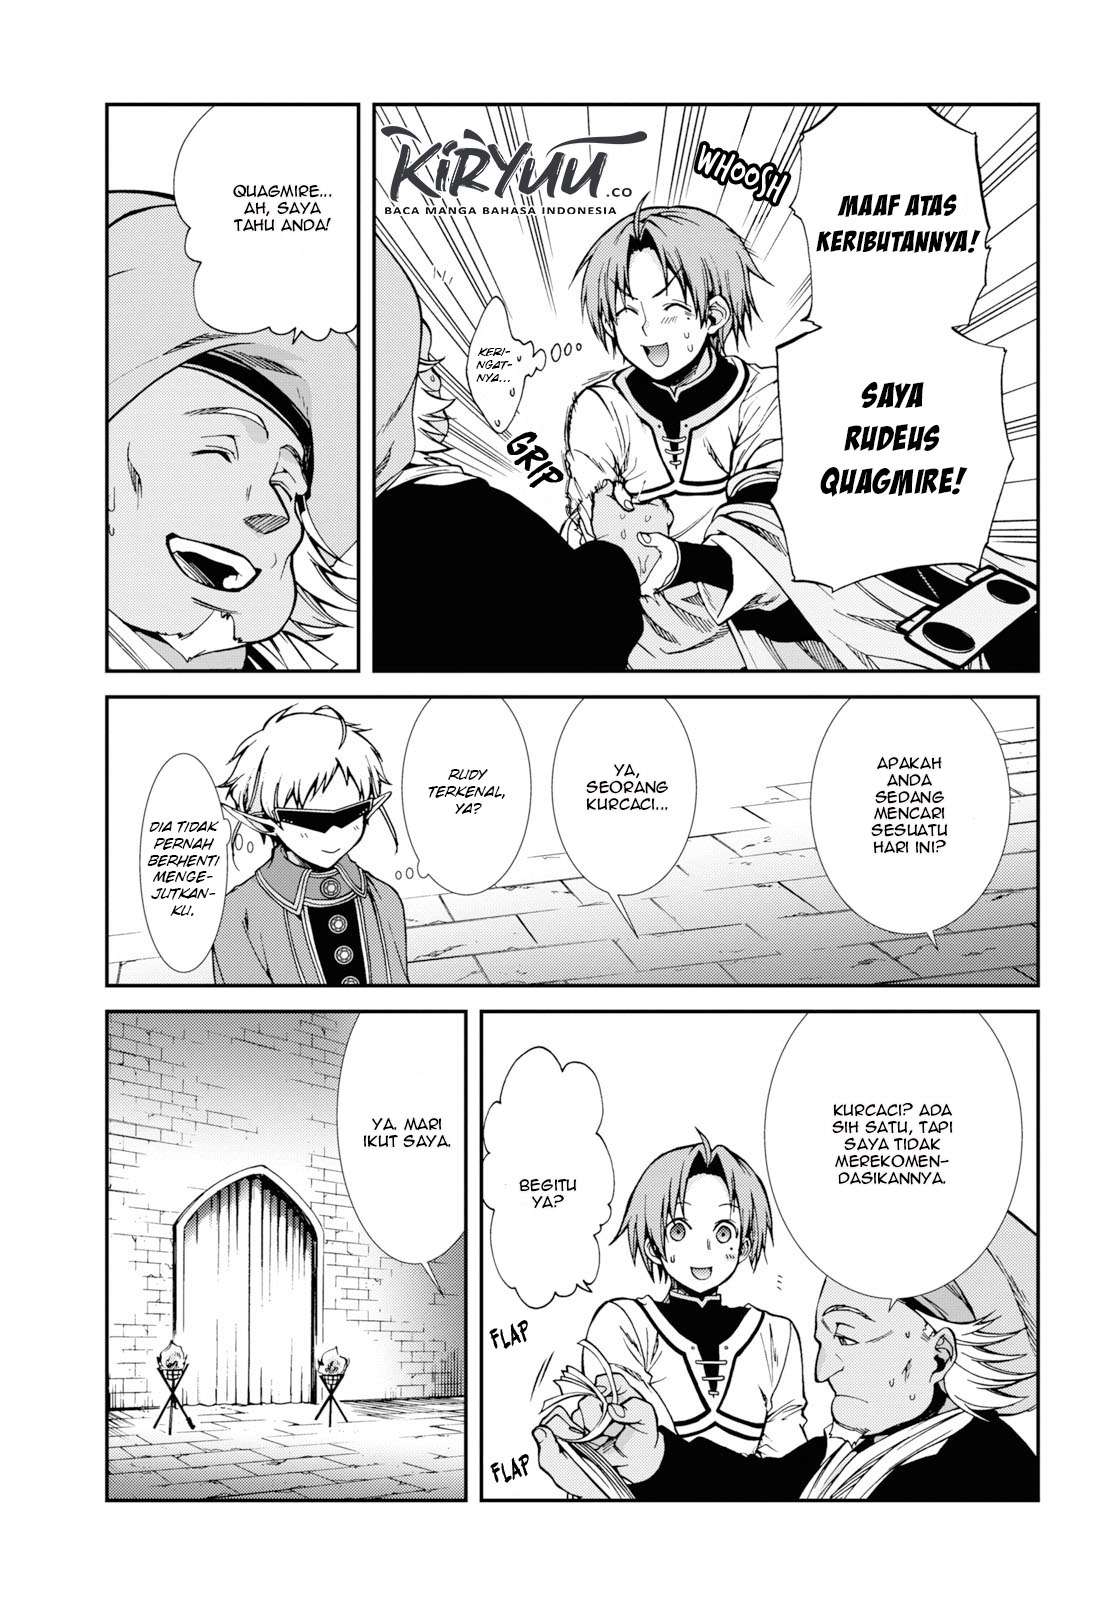 WHOOSH
MAAF ATAS
KERIBUTANNYA!
SAYA
RUDEUS
QUAGMIRE!
KERI-
NGAT-
NYA...
GRIP
KIRYUU.CO
BACA MANGA BAHASA INDONESIA
QUAGMIRE...
AH, SAYA
TAHU ANDA!
APAKAH
ANDA
SEDANG
MENCARI
SESUATU
HARI INI?
YA,
SEORANG
KURCACI...
RUDY
TERKENAL,
YA?
DIA TIDAK
PERNAH
BERHENTI
MENGE-
JUTKAN-
KU.
KURCACI? ADA
SIH SATU, TAPI
SAYA TIDAK
MEREKOMEN-
DASIKANNYA.
BEGITU
YA?
FLAP
FLAP
YA. MARI
IKUT SAYA.